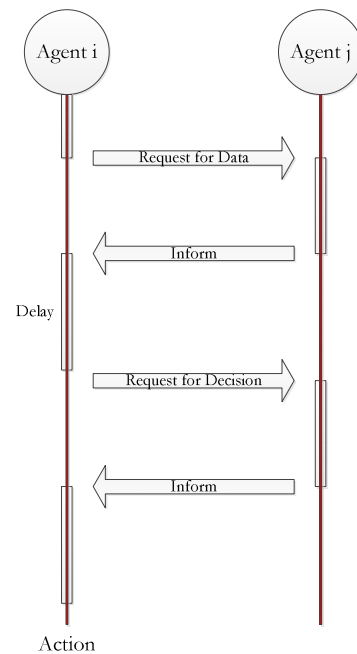 Agent i
Agent j
Request for Data
Inform
Delay
Request for Decision
Inform
Action